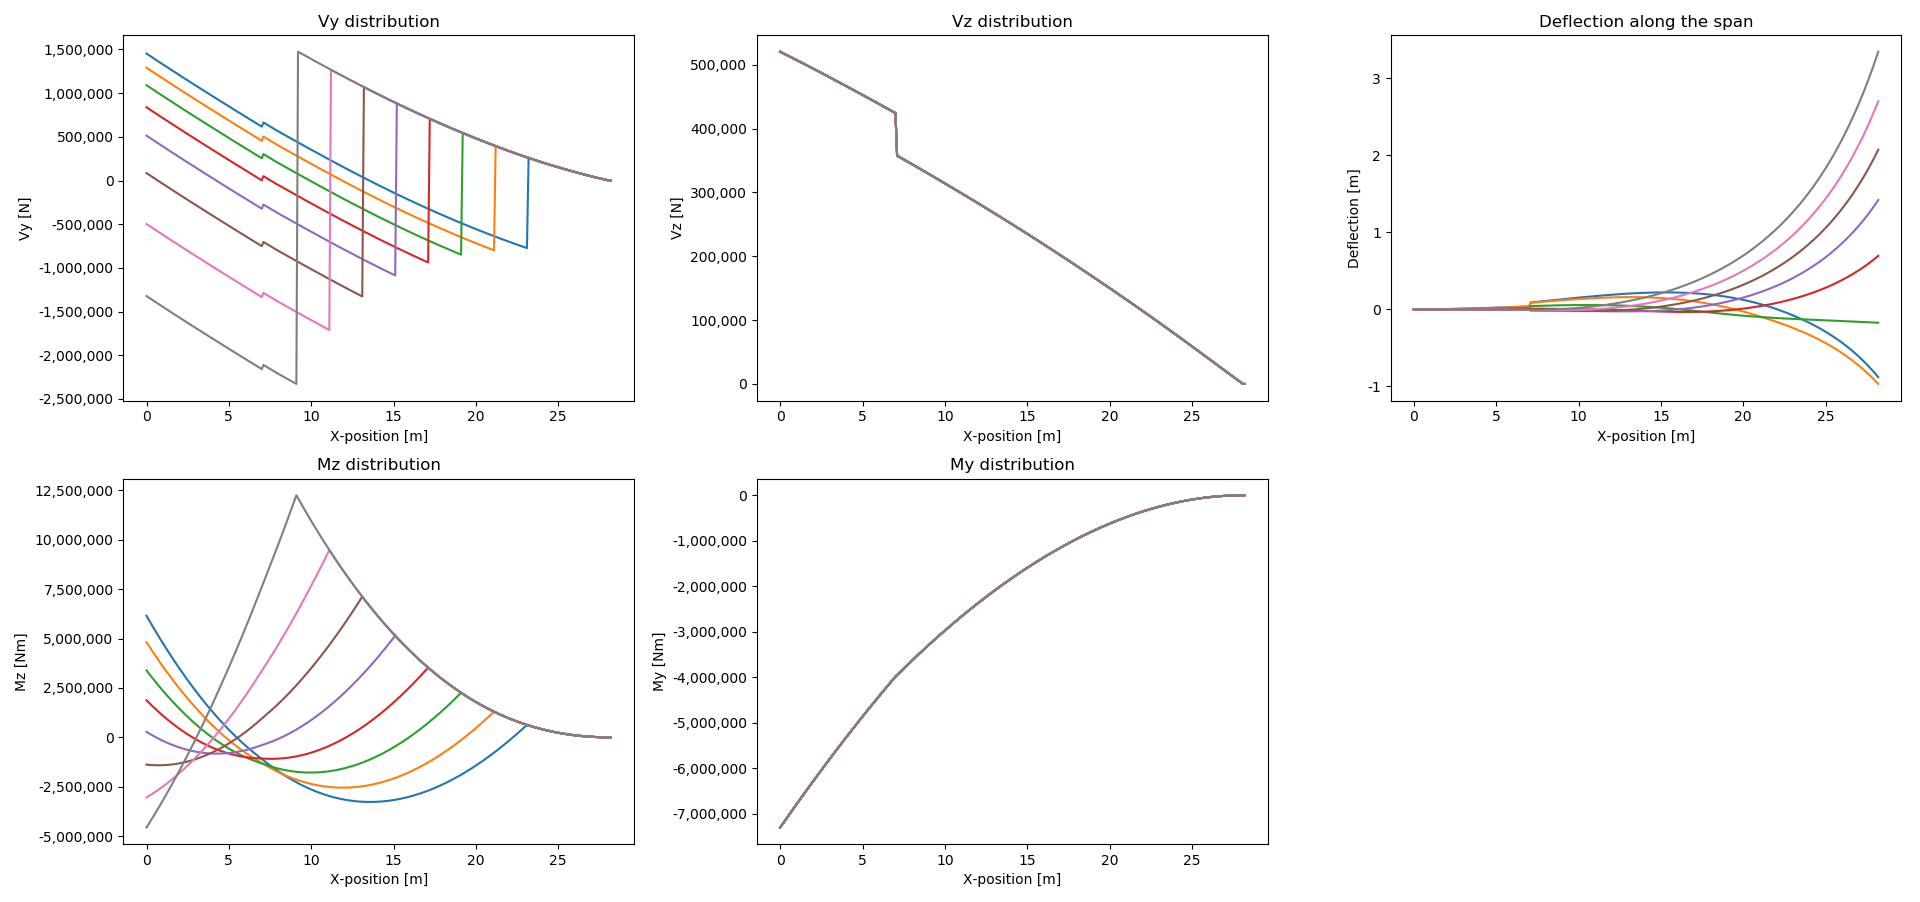 Vy distribution
Vy [N]
1,500,000
1,000,000
500,000
0
-500,000
-1,000,000
-1,500,000
-2,000,000
-2,500,000
0 5 10 15 20 25
X-position [m]
Vz distribution
Vz [N]
500,000
400,000
300,000
200,000
100,000
0
0 5 10 15 20 25
X-position [m]
Deflection along the span
Deflection [m]
3
2
1
0
-1
0 5 10 15 20 25
X-position [m]
Mz distribution
Mz [Nm]
12,500,000
10,000,000
7,500,000
5,000,000
2,500,000
0
-2,500,000
-5,000,000
0 5 10 15 20 25
X-position [m]
My distribution
My [Nm]
0
-1,000,000
-2,000,000
-3,000,000
-4,000,000
-5,000,000
-6,000,000
-7,000,000
0 5 10 15 20 25
X-position [m]